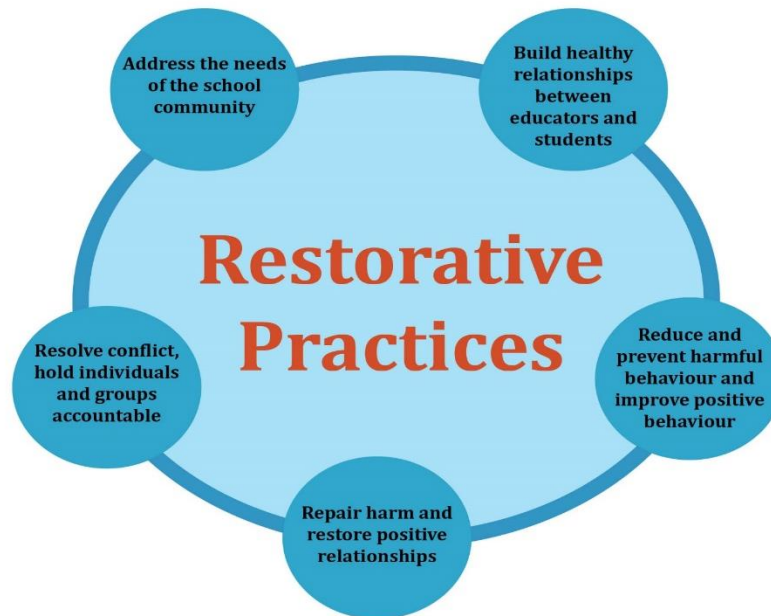 Address the needs
of the school
community
Build healthy
relationships
between
educators and
students
Restorative
Practices
Resolve conflict,
hold individuals
and groups
accountable
Reduce and
prevent harmful
behaviour and
improve positive
behaviour
Repair harm and
restore positive
relationships